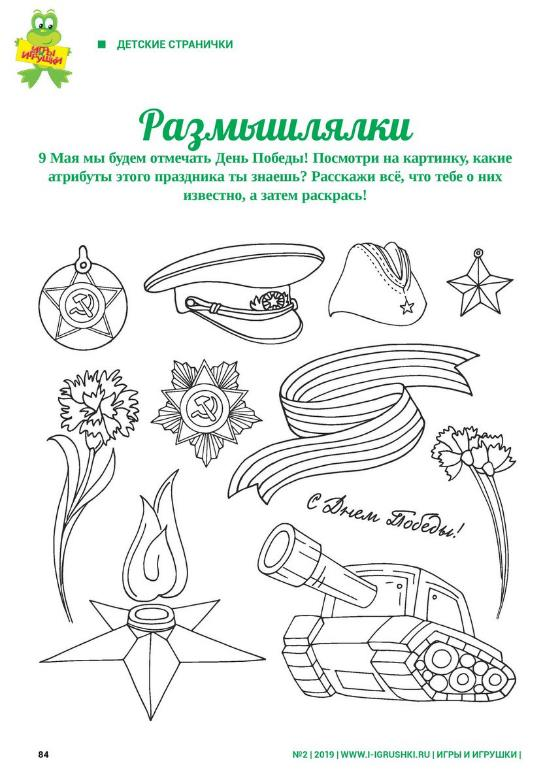 ИГРЫ
ИГРУШКИ
ДЕТСКИЕ СТРАНИЧКИ
Размышлялки
9 Мая мы будем отмечать День Победы! Посмотри на картинку, какие
атрибуты этого праздника ты знаешь? Расскажи всё, что тебе о них
известно, а затем раскрась!
С Днем Победы!
84
№2 | 2019 | WWW.I-IGRUSHKI.RU | ИГРЫ И ИГРУШКИ |